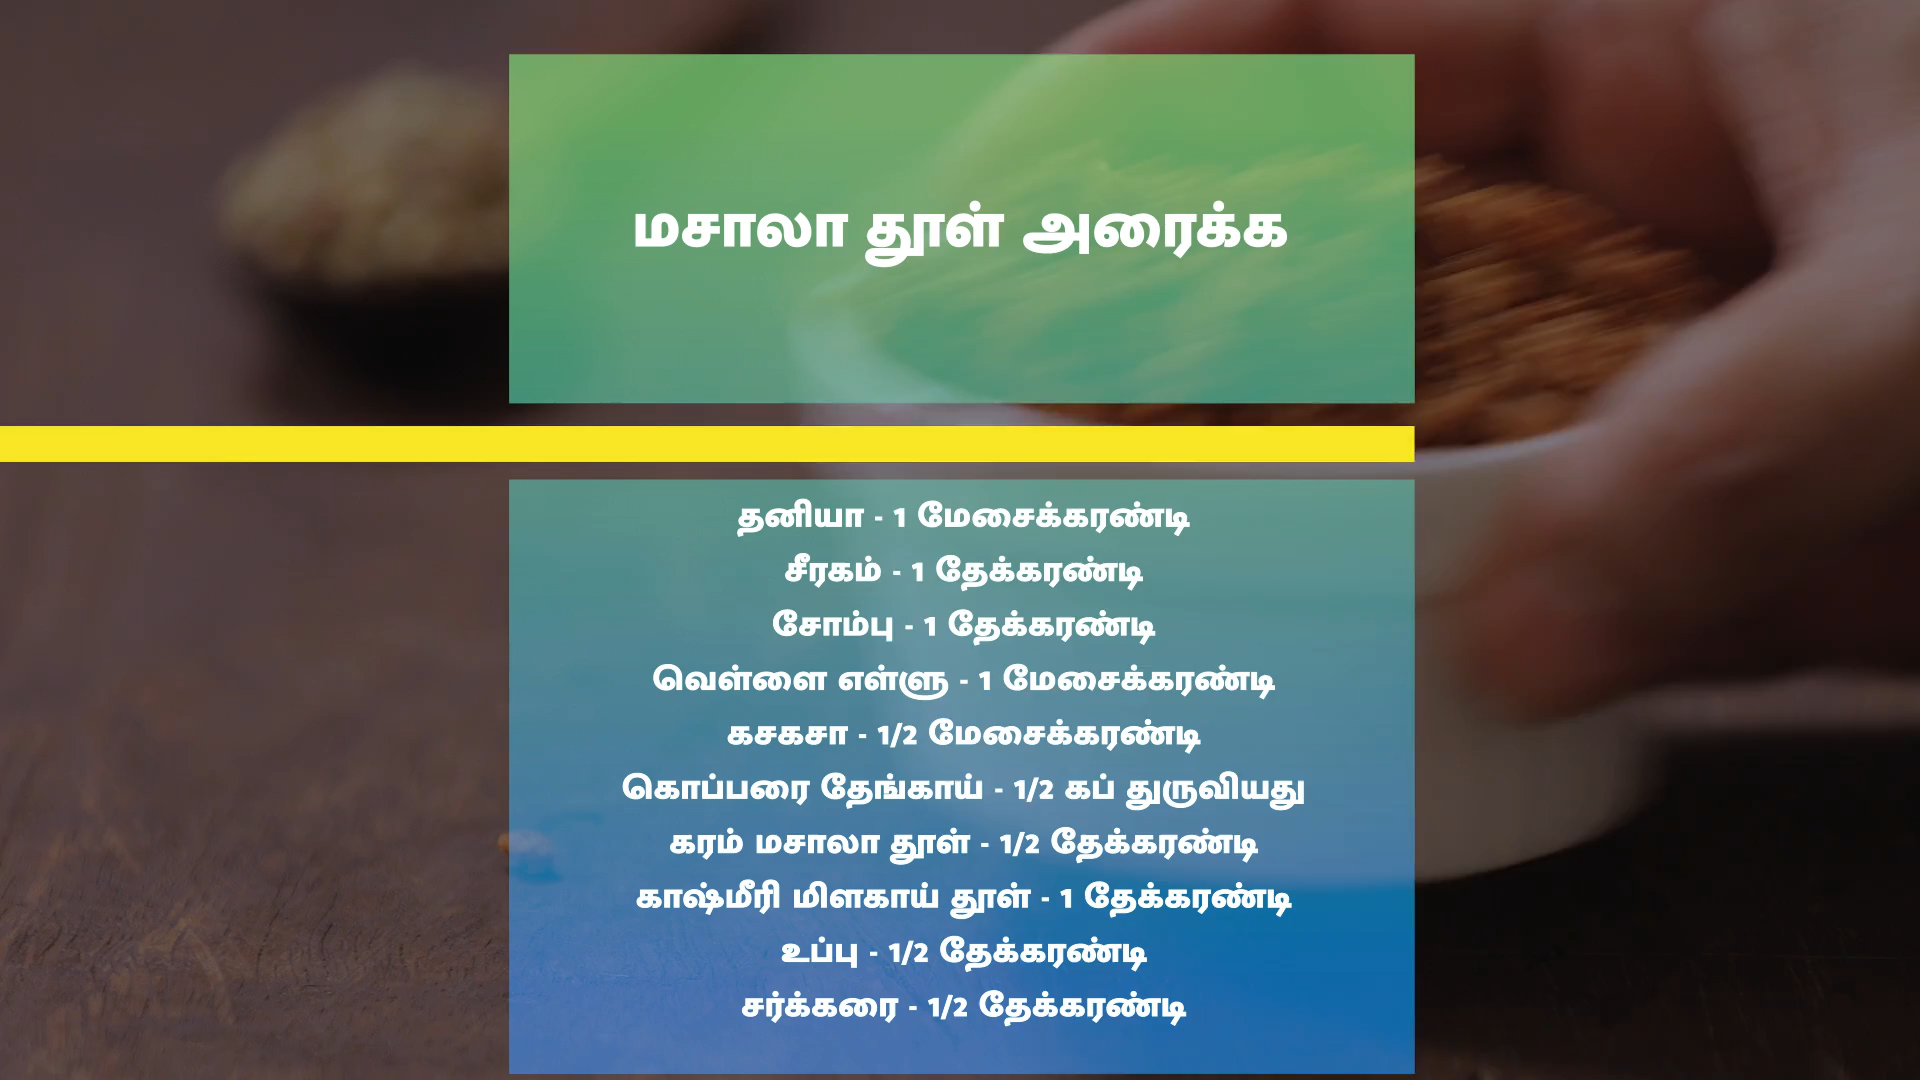 மசாலா தூள் அரைக்க
தனியா - 1 மேசைக்கரண்டி
சீரகம் - 1 தேக்கரண்டி
சோம்பு - 1 தேக்கரண்டி
வெள்ளை எள்ளு - 1 மேசைக்கரண்டி
கசகசா - 1/2 மேசைக்கரண்டி
கொப்பரை தேங்காய் - 1/2 கப் துருவியது
கரம் மசாலா தூள் - 1/2 தேக்கரண்டி
காஷ்மீரி மிளகாய் தூள் - 1 தேக்கரண்டி
உப்பு - 1/2 தேக்கரண்டி
சர்க்கரை - 1/2 தேக்கரண்டி